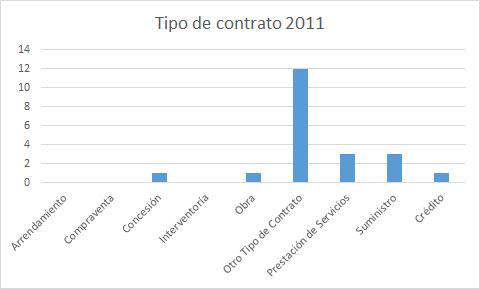 Tipo de contrato 2011
14
12
10
8
6
4
2
0
Arrendamiento
Compraventa
Concesión
Interventoría
Obra
Otro Tipo de Contrato
Prestación de Servicios
Suministro
Crédito